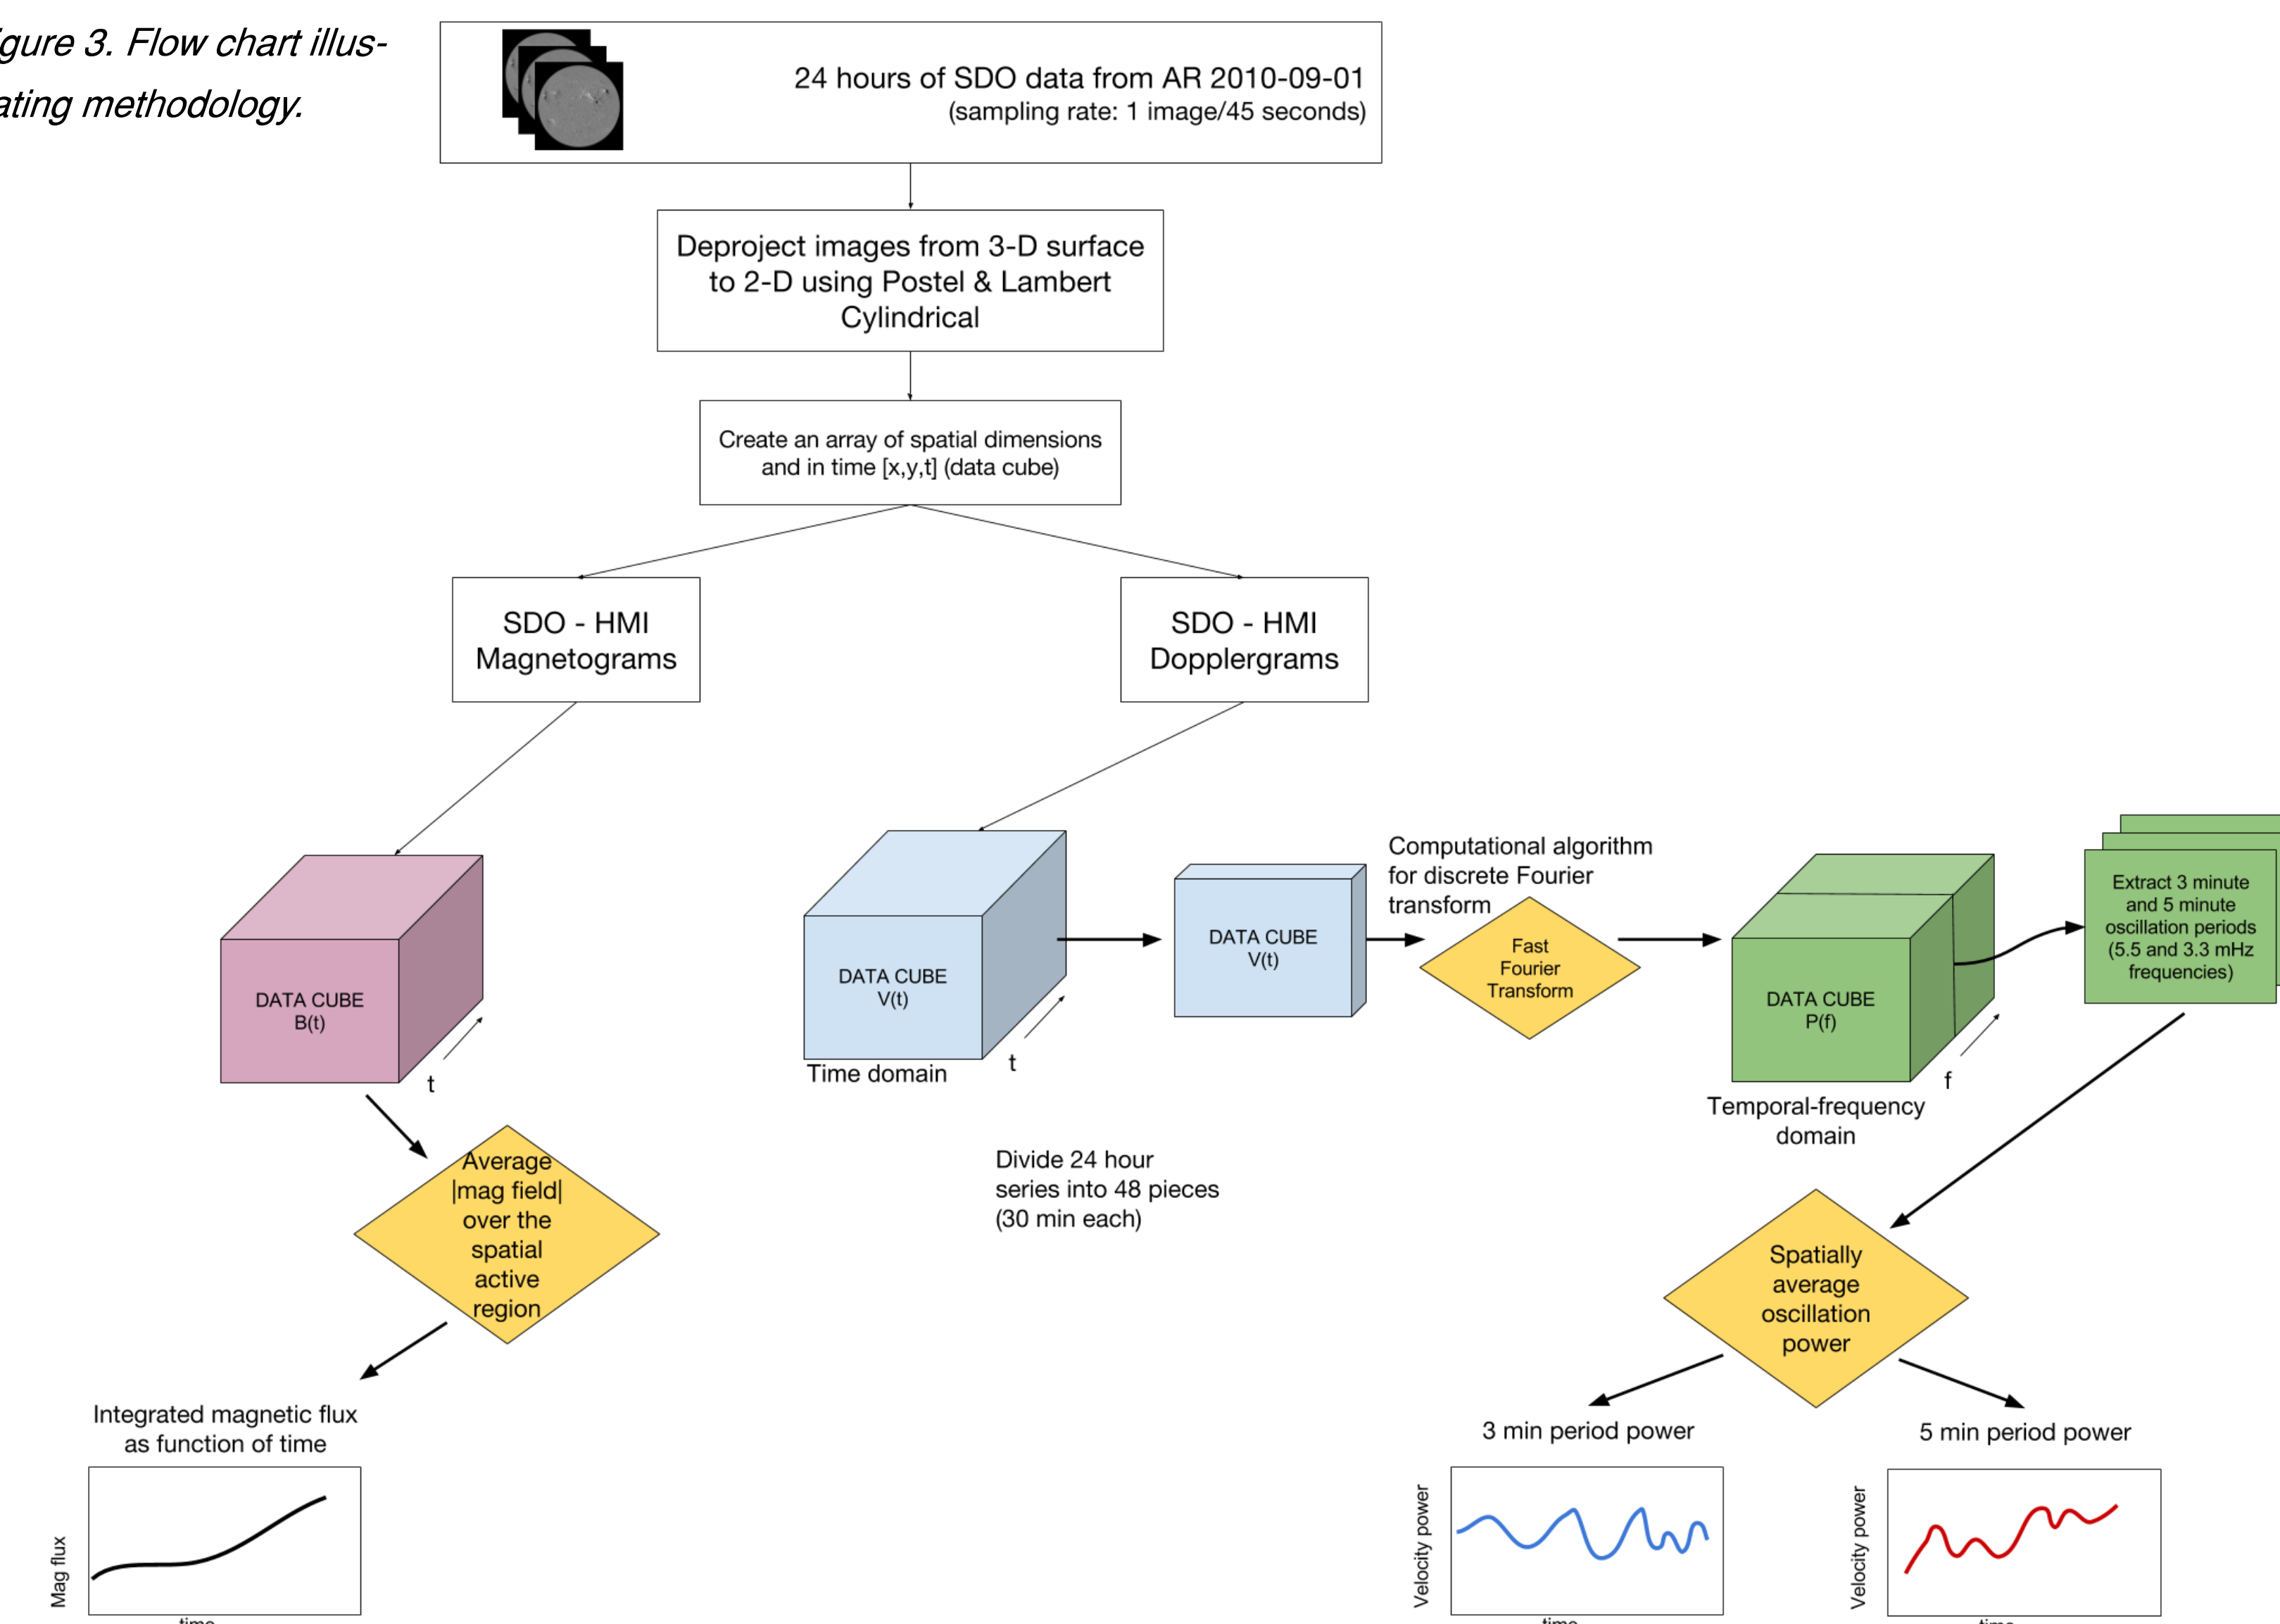 igure 3. Flow chart illus-
ating methodology.
24 hours of SDO data from AR 2010-09-01
(sampling rate: 1 image/45 seconds)
Deproject images from 3-D surface
to 2-D using Postel & Lambert
Cylindrical
Create an array of spatial dimensions
and in time [x,y,t] (data cube)
SDO - HMI
Magnetograms
SDO - HMI
Dopplergrams
DATA CUBE
B(t)
t
DATA CUBE
V(t)
t
Time domain
Divide 24 hour
series into 48 pieces
(30 min each)
DATA CUBE
V(t)
Computational algorithm
for discrete Fourier
transform
Fast
Fourier
Transform
DATA CUBE
P(f)
f
Temporal-frequency
domain
Extract 3 minute
and 5 minute
oscillation periods
(5.5 and 3.3 mHz
frequencies)
Average
|mag field|
over the
spatial
active
region
Spatially
average
oscillation
power
Integrated magnetic flux
as function of time
Mag flux
time
3 min period power
Velocity power
time
5 min period power
Velocity power
time